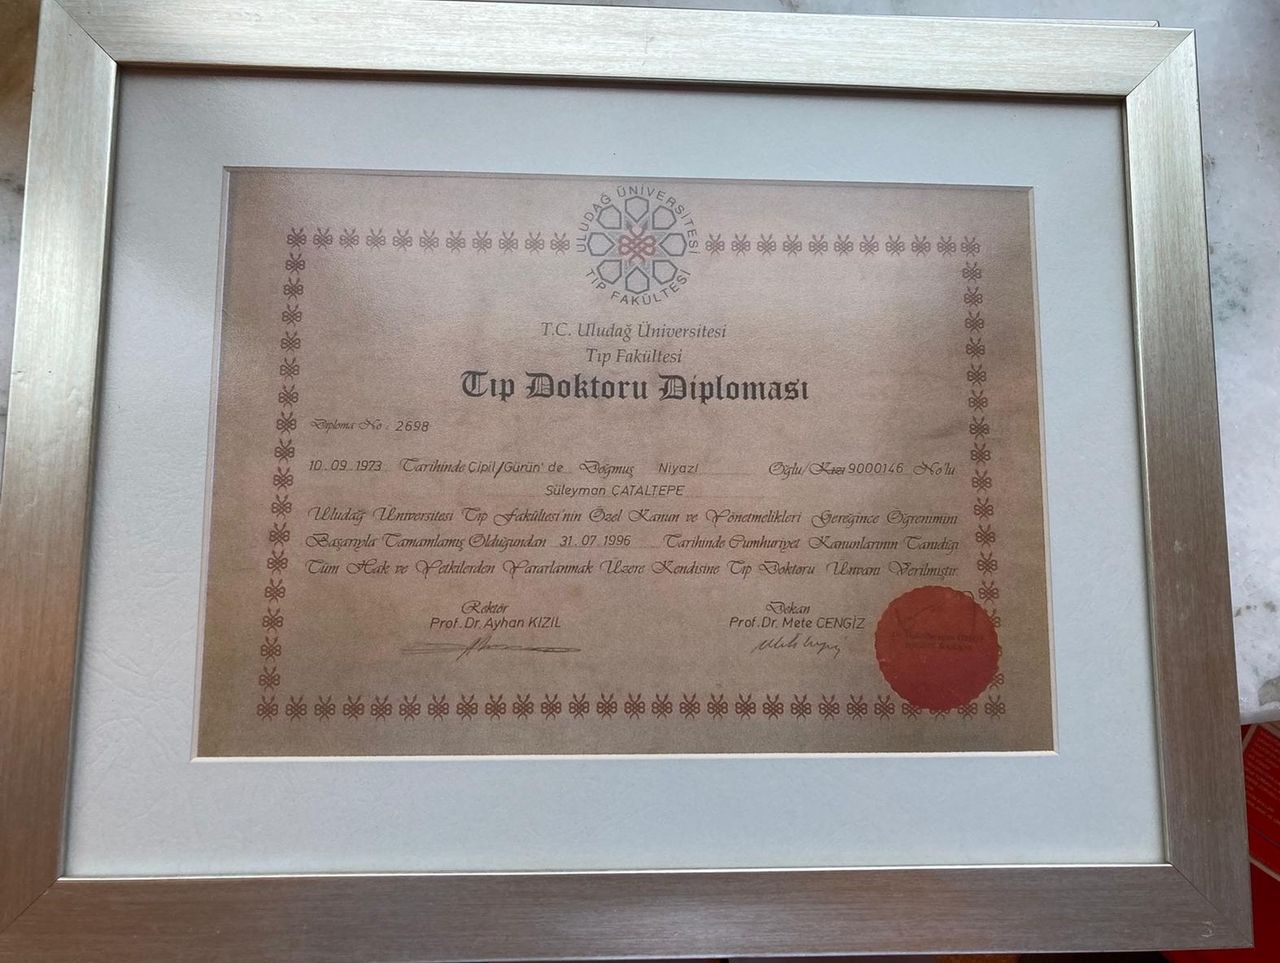 ULUDAĞ ÜNİVERSİTESİ
TIP FAKÜLTESİ
T.C. Uludağ Üniversitesi
Tıp Fakültesi
Tıp Doktoru Diploması
Diploma No : 2698
10..09..1973 Tarihinde Çipil/Gürün' de Doğmuş Niyazi Oğlu/Kızı 9000146 No'lu
Süleyman ÇATALTEPE
Uludağ Üniversitesi Tıp Fakültesi'nin Özel Kanun ve Yönetmelikleri Gereğince Öğrenimini
Başarıyla Tamamlamış Olduğundan 31.07.1996 Tarihinde Cumhuriyet Kanunlarının Tanıdığı
Tüm Hak ve Yetkilerden Yararlanmak Üzere Kendisine Tıp Doktoru Ünvanı Verilmiştir.
Rektör
Prof.Dr.Ayhan KIZIL
Dekan
Prof.Dr.Mete CENGİZ